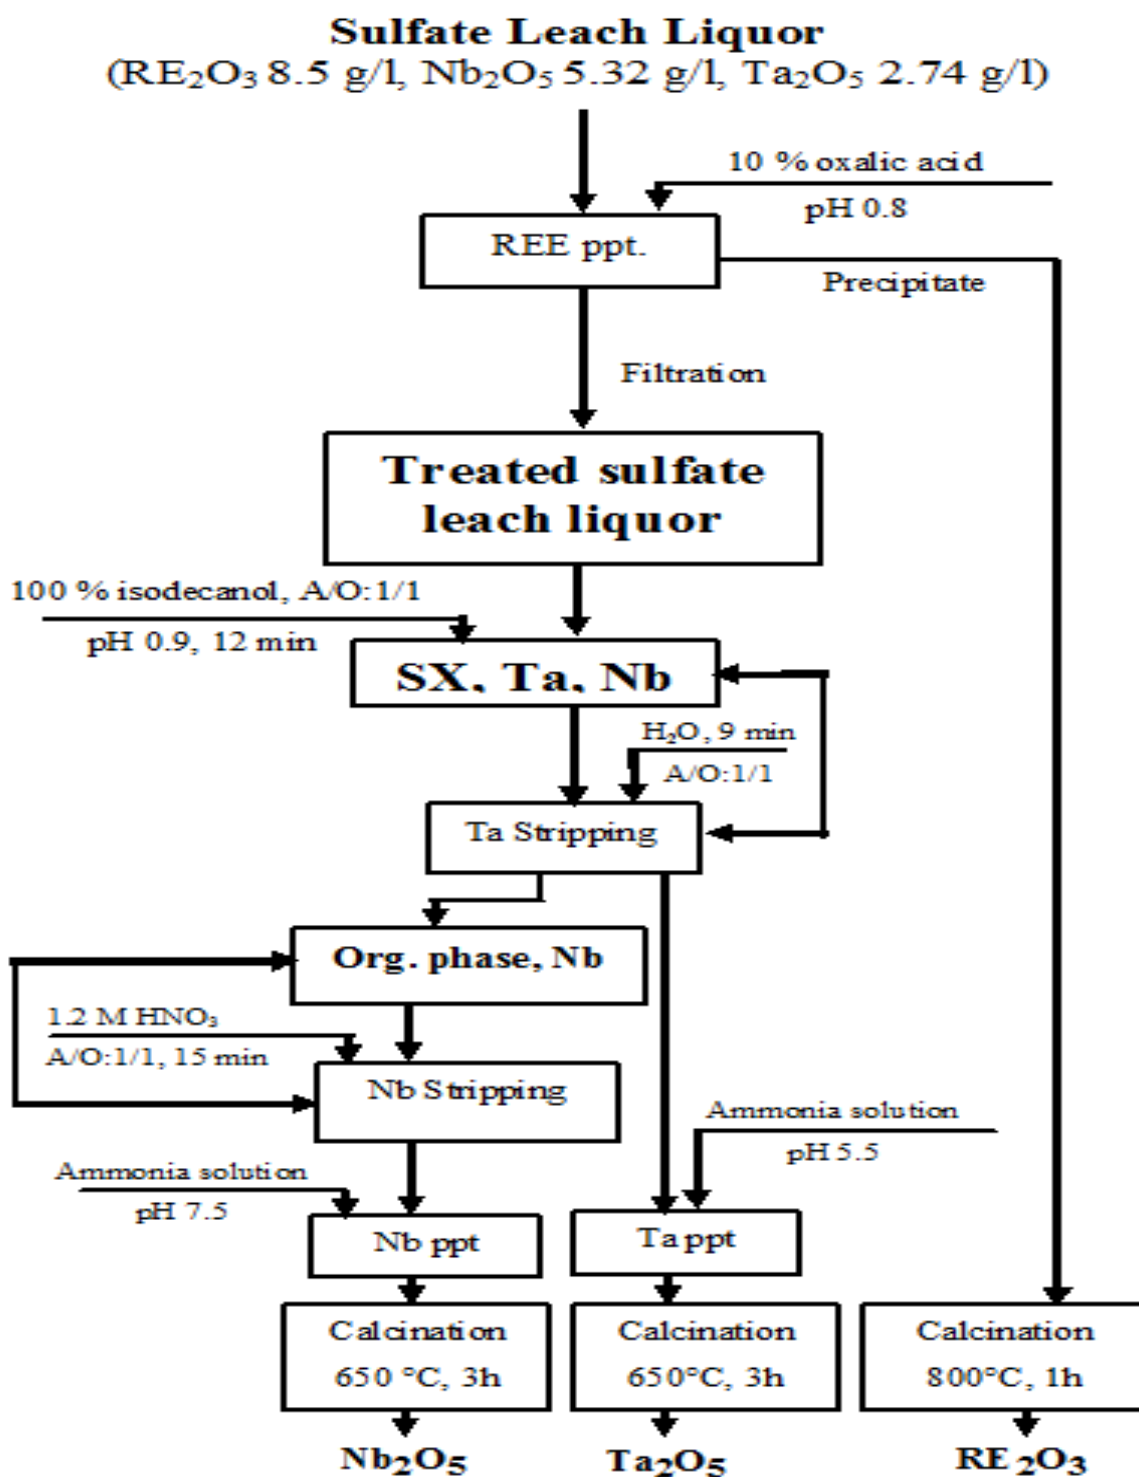 Sulfate Leach Liquor
(RE₂O₃ 8.5 g/l, Nb₂O₅ 5.32 g/l, Ta₂O₅ 2.74 g/l)
10 % oxalic acid
pH 0.8
REE ppt.
Precipitate
Filtration
Treated sulfate
leach liquor
100 % isodecanol, A/O:1/1
pH 0.9, 12 min
SX, Ta, Nb
H₂O, 9 min
A/O:1/1
Ta Stripping
Org. phase, Nb
1.2 M HNO₃
A/O:1/1, 15 min
Nb Stripping
Ammonia solution
pH 5.5
Ammonia solution
pH 7.5
Nb ppt
Ta ppt
Calcination
650 °C, 3h
Calcination
650°C, 3h
Calcination
800°C, 1h
Nb₂O₅
Ta₂O₅
RE₂O₃